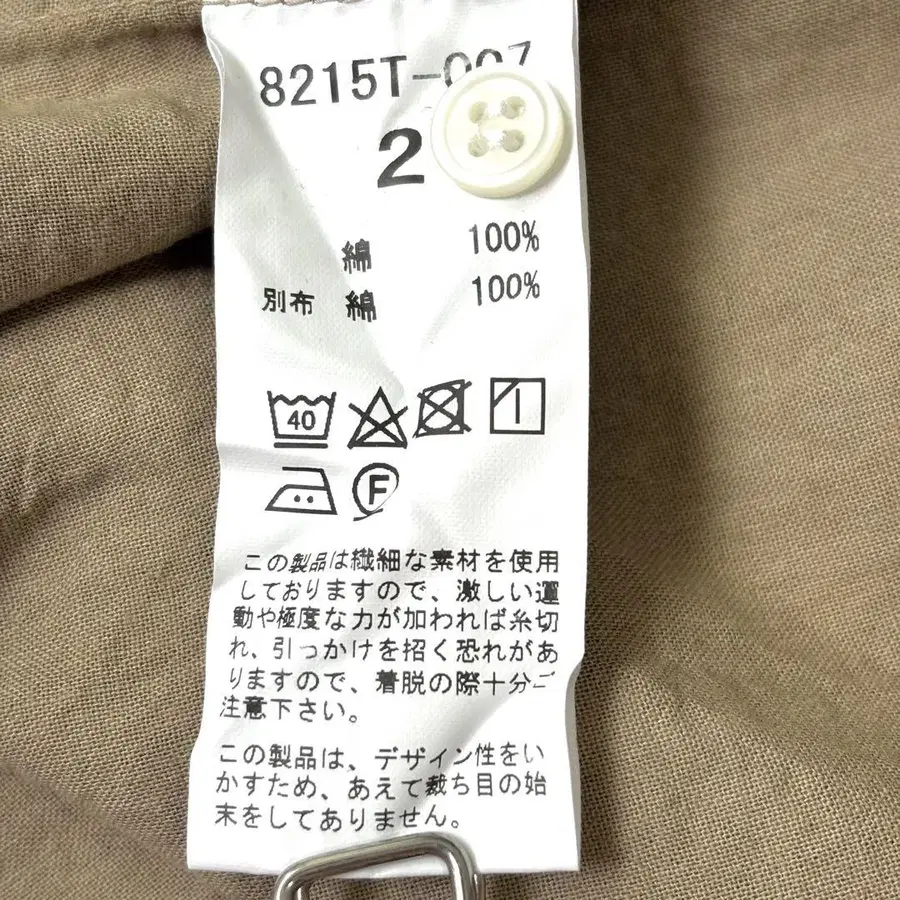 8215T-007
2
綿 100%
別布 綿 100%
40
F
この製品は繊細な素材を使用
しておりますので、激しい運
動や極度な力が加われば糸切
れ、引っかけを招く恐れがあ
りますので、着脱の際十分ご
注意下さい。
この製品は、デザイン性をい
かすため、あえて裁ち目の始
末をしてありません。